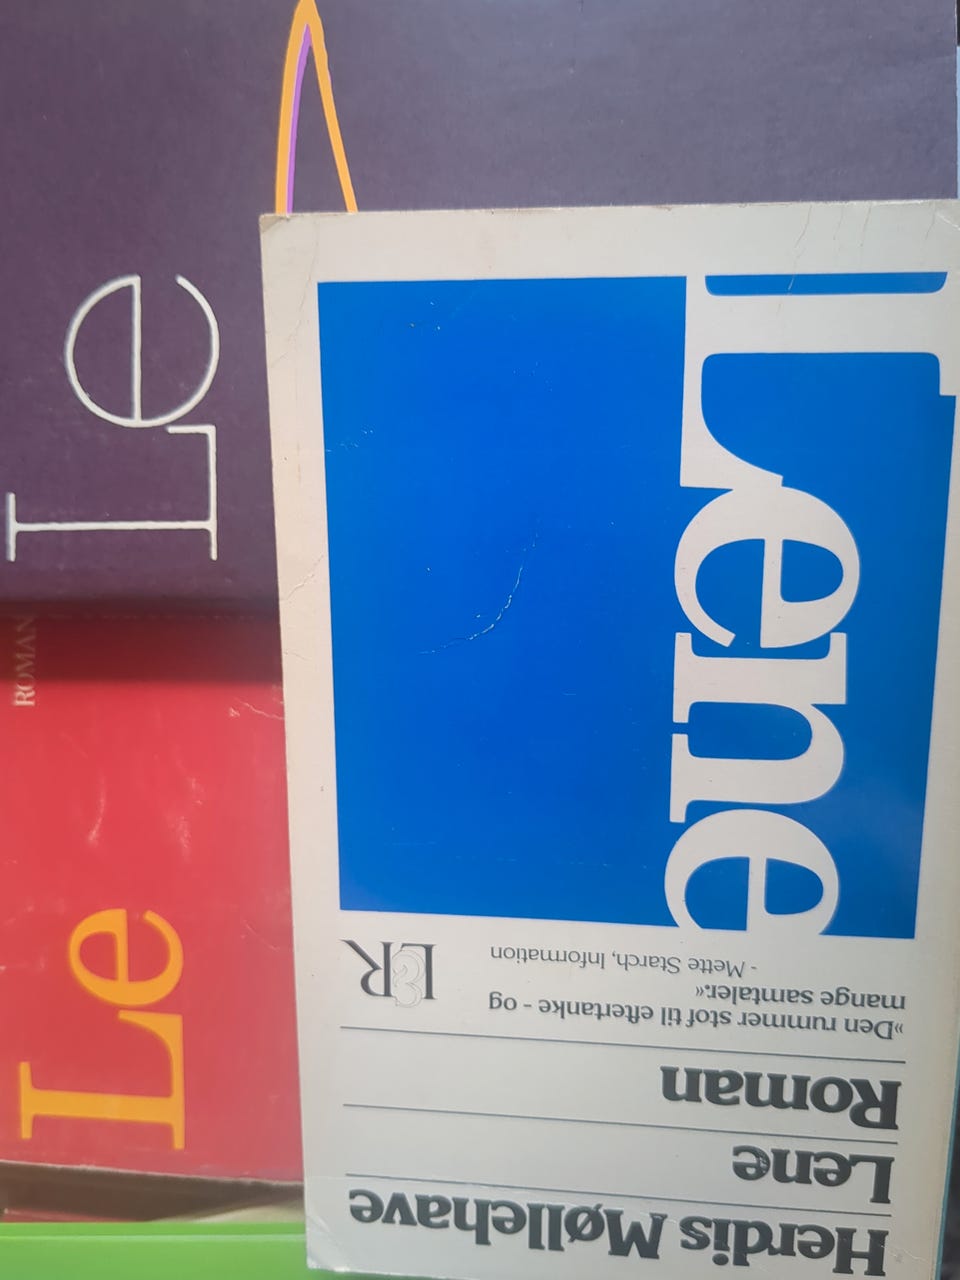 Herdis Møllehave
Lene
Roman
»Den rummer stof til eftertanke - og
mange samtaler.«
- Mette Starch, Information
L&R
Lene
Le
ROMAN
Le